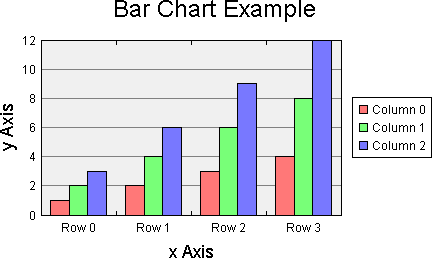 Bar Chart Example
y Axis
12
10
8
6
4
2
0
Row 0
Row 1
Row 2
Row 3
x Axis
Column 0
Column 1
Column 2